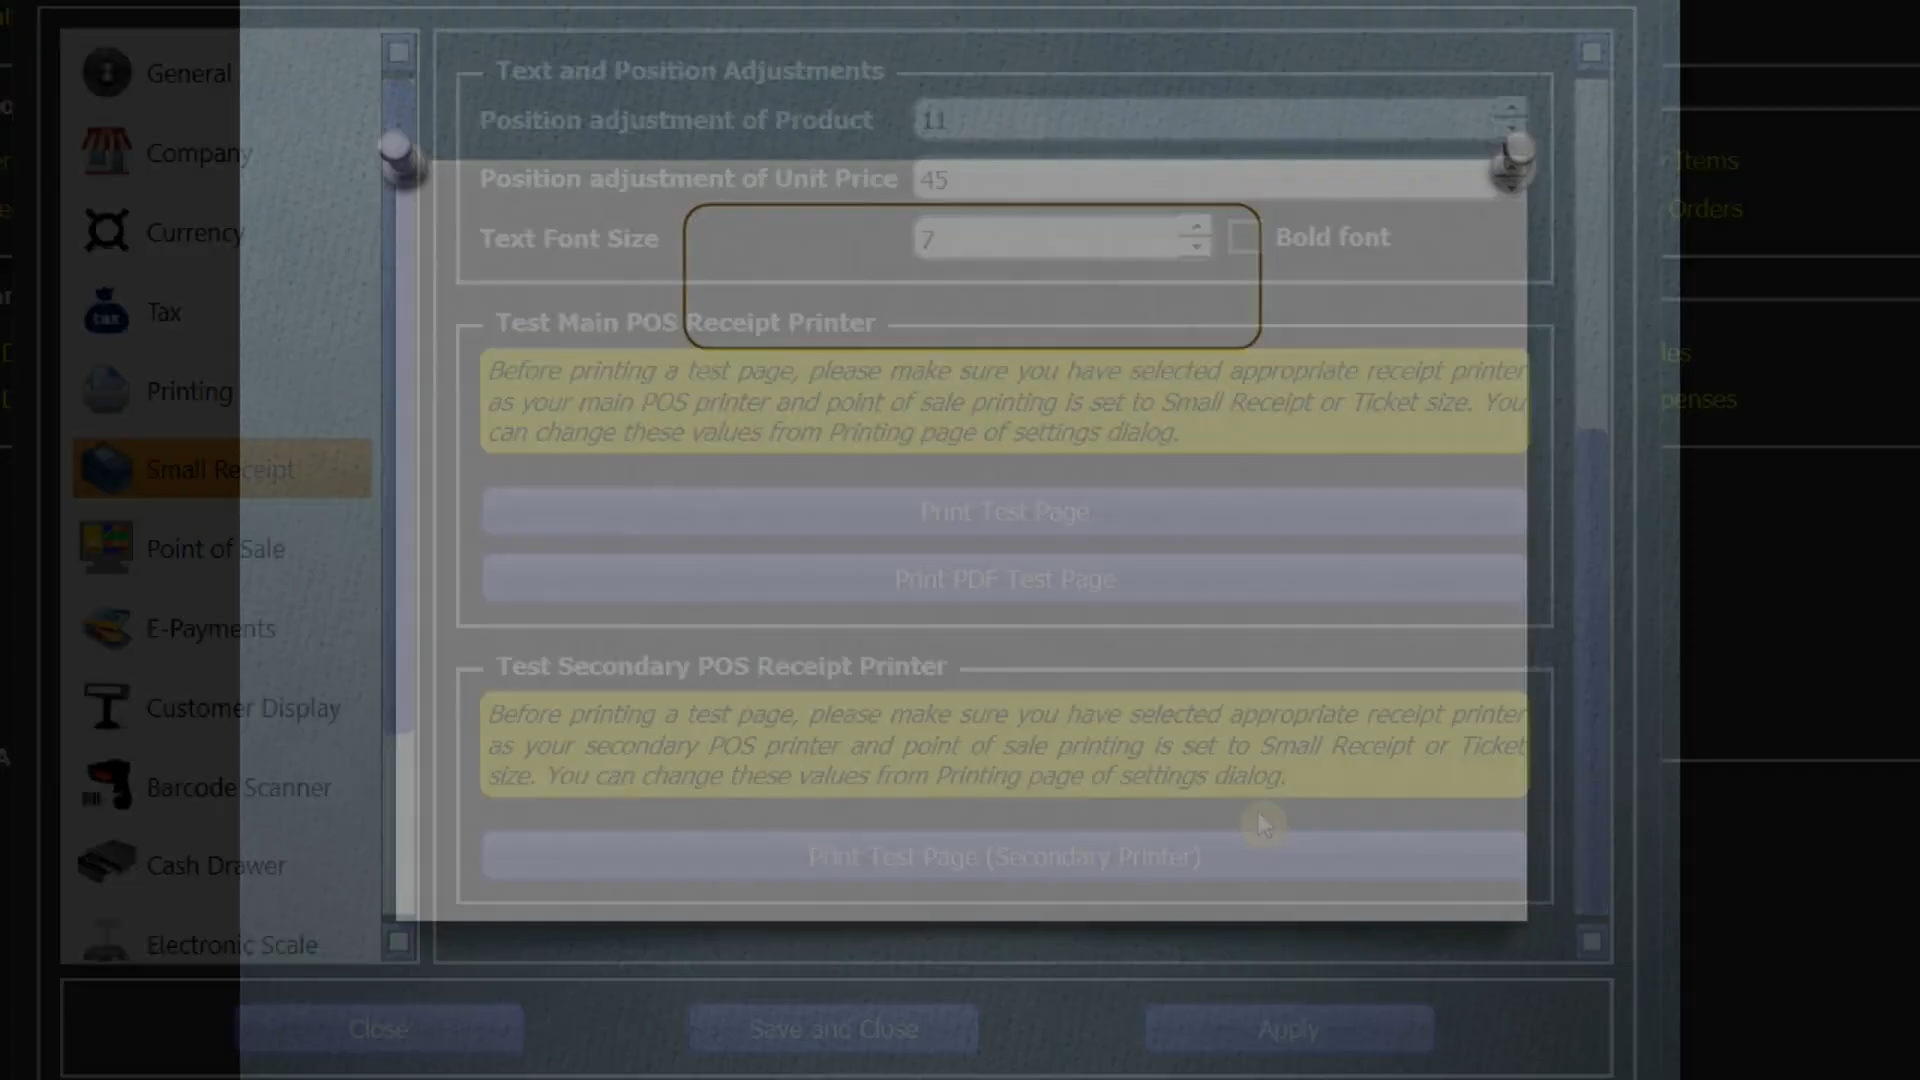 General
Company
Currency
Tax
tax
Printing
Small Receipt
Point of Sale
E-Payments
Customer Display
Barcode Scanner
Cash Drawer
Electronic Scale
Text and Position Adjustments
Position adjustment of Product
11
Position adjustment of Unit Price
45
Text Font Size
7
Bold font
Test Main POS Receipt Printer
Before printing a test page, please make sure you have selected appropriate receipt printer
as your main POS printer and point of sale printing is set to Small Receipt or Ticket size. You
can change these values from Printing page of settings dialog.
Print Test Page
Print PDF Test Page
Test Secondary POS Receipt Printer
Before printing a test page, please make sure you have selected appropriate receipt printer
as your secondary POS printer and point of sale printing is set to Small Receipt or Ticket
size. You can change these values from Printing page of settings dialog.
Print Test Page (Secondary Printer)
Close
Save and Close
Apply
Items
Orders
les
penses